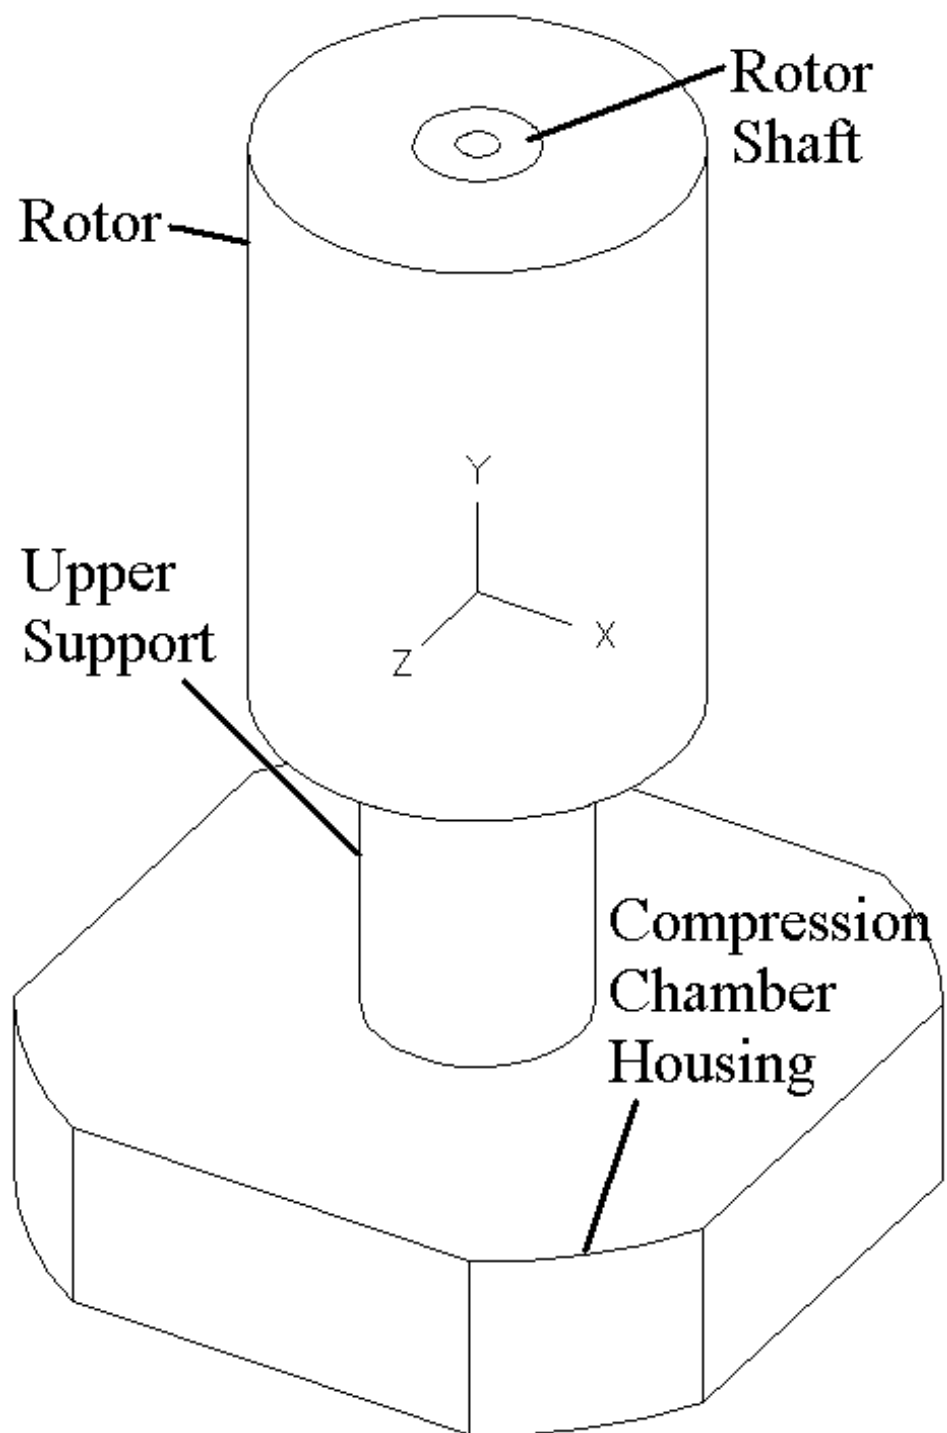 Rotor
Shaft
Rotor
Y
X
Z
Upper
Support
Compression
Chamber
Housing